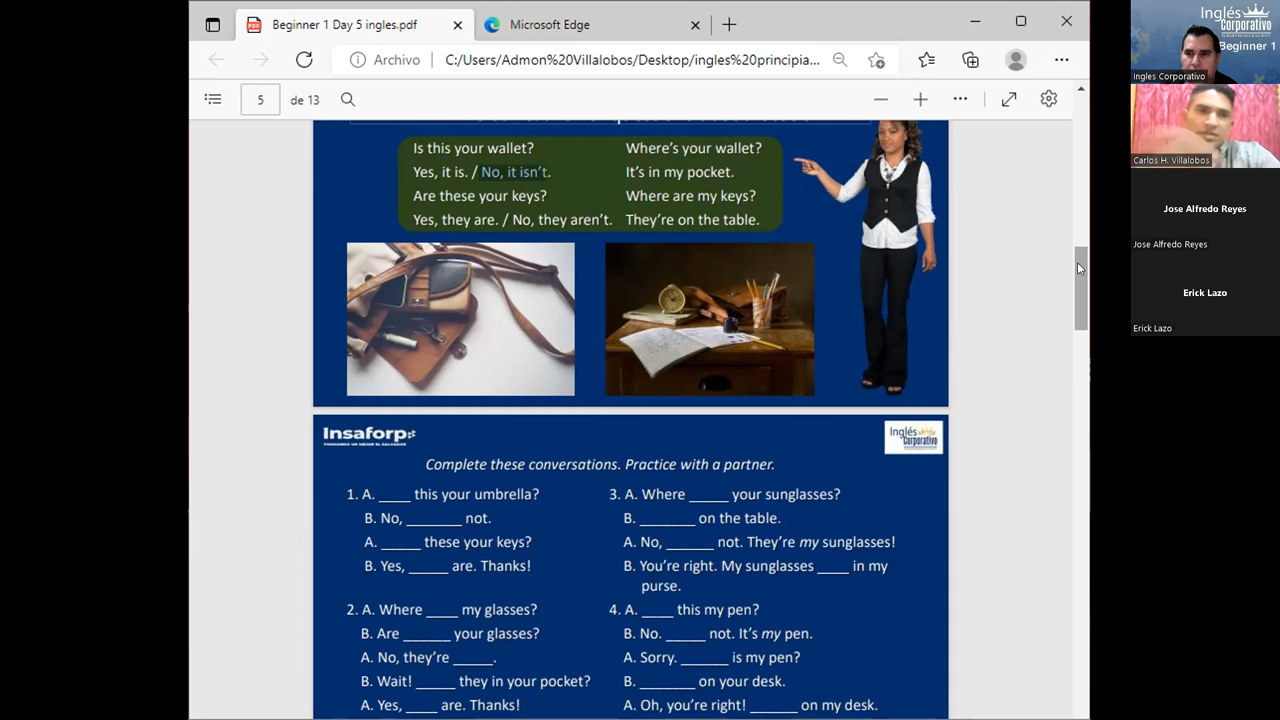 Beginner 1 Day 5 ingles.pdf
Microsoft Edge
Archivo
C:/Users/Admon%20Villalobos/Desktop/ingles%20principia...
5
de 13
Is this your wallet?
Yes, it is. / No, it isn't.
Are these your keys?
Yes, they are. / No, they aren't.
Where's your wallet?
It's in my pocket.
Where are my keys?
They're on the table.
Insaforp
FORMANDO UN MEJOR EL SALVADOR
Inglés
Corporativo
Complete these conversations. Practice with a partner.
1. A. ____ this your umbrella?
B. No, _______ not.
A. _____ these your keys?
B. Yes, _____ are. Thanks!
2. A. Where ____ my glasses?
B. Are ______ your glasses?
A. No, they're _____.
B. Wait! _____ they in your pocket?
A. Yes, ____ are. Thanks!
3. A. Where _____ your sunglasses?
B. _______ on the table.
A. No, ______ not. They're my sunglasses!
B. You're right. My sunglasses ____ in my
purse.
4. A. ____ this my pen?
B. No. _____ not. It's my pen.
A. Sorry. ______ is my pen?
B. _______ on your desk.
A. Oh, you're right! ______ on my desk.
Inglés
Corporativo
Beginner 1
Ingles Corporativo
Carlos H. Villalobos
Jose Alfredo Reyes
Jose Alfredo Reyes
Erick Lazo
Erick Lazo